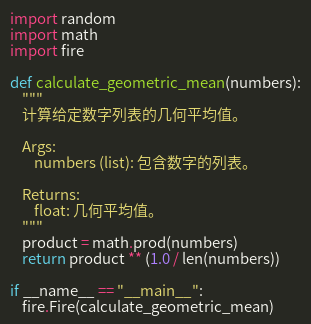 import random
import math
import fire

def calculate_geometric_mean(numbers):
    """
    计算给定数字列表的几何平均值。

    Args:
        numbers (list): 包含数字的列表。

    Returns:
        float: 几何平均值。
    """
    product = math.prod(numbers)
    return product ** (1.0 / len(numbers))

if __name__ == "__main__":
    fire.Fire(calculate_geometric_mean)